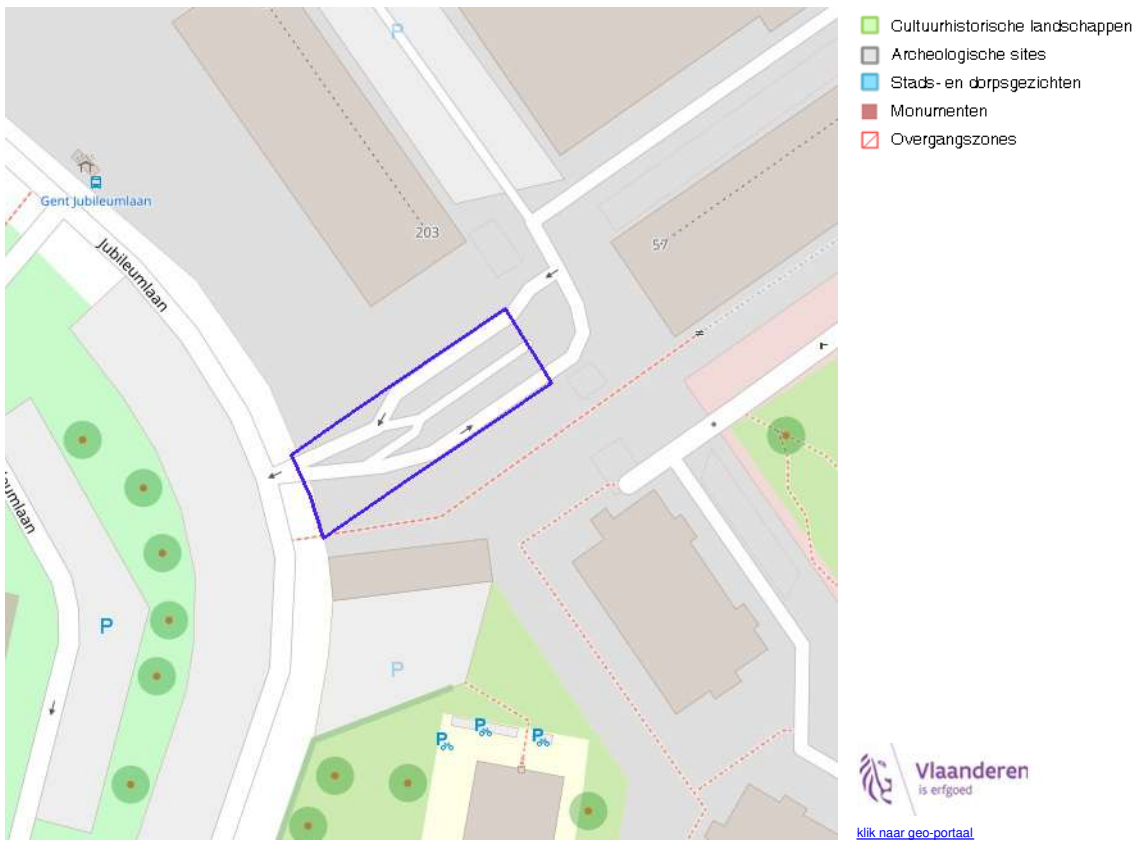 P
Gent Jubileumlaan
Jubileumlaan
203
57
P
P
P
P
P
Cultuurhistorische landschappen
Archeologische sites
Stads- en dorpsgezichten
Monumenten
Overgangszones
Vlaanderen
is erfgoed
klik naar geo-portaal